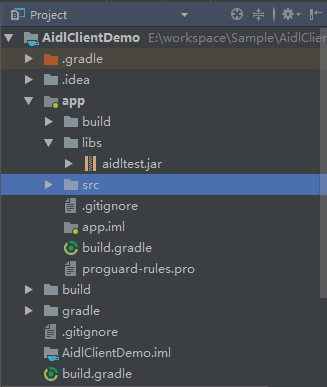 Project
AidlClientDemo E:\workspace\Sample\AidlClien
.gradle
.idea
app
build
libs
aidltest.jar
src
.gitignore
app.iml
build.gradle
proguard-rules.pro
build
gradle
.gitignore
AidlClientDemo.iml
build.gradle